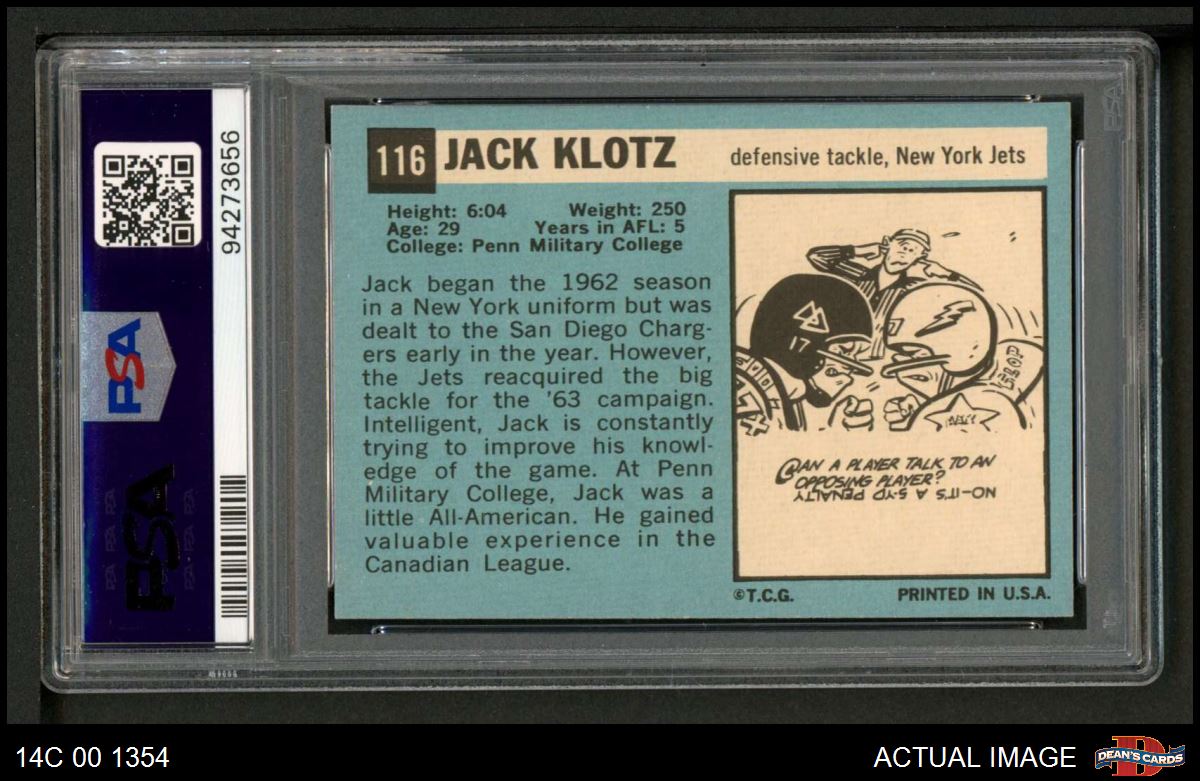 94273656
PSA
PSA
116 JACK KLOTZ defensive tackle, New York Jets
Height: 6:04 Weight: 250
Age: 29 Years in AFL: 5
College: Penn Military College
Jack began the 1962 season
in a New York uniform but was
dealt to the San Diego Charg-
ers early in the year. However,
the Jets reacquired the big
tackle for the '63 campaign.
Intelligent, Jack is constantly
trying to improve his knowl-
edge of the game. At Penn
Military College, Jack was a
little All-American. He gained
valuable experience in the
Canadian League.
17
CAN A PLAYER TALK TO AN
OPPOSING PLAYER?
NO-IT'S A 5-YD PENALTY
©T.C.G. PRINTED IN U.S.A.
14C 00 1354
ACTUAL IMAGE
DEAN'S CARDS